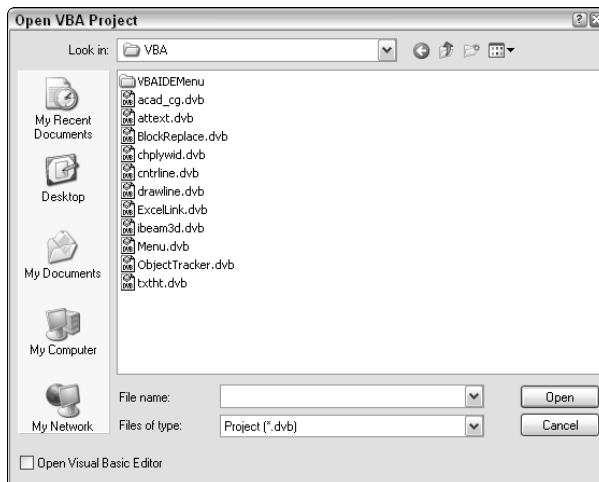 Open VBA Project
Look in:
VBA
My Recent
Documents
Desktop
My Documents
My Computer
My Network
VBAIDEMenu
acad_cg.dvb
attext.dvb
BlockReplace.dvb
chplywid.dvb
cntrline.dvb
drawline.dvb
ExcelLink.dvb
ibeam3d.dvb
Menu.dvb
ObjectTracker.dvb
txtht.dvb
File name:
Open
Files of type:
Project (*.dvb)
Cancel
Open Visual Basic Editor